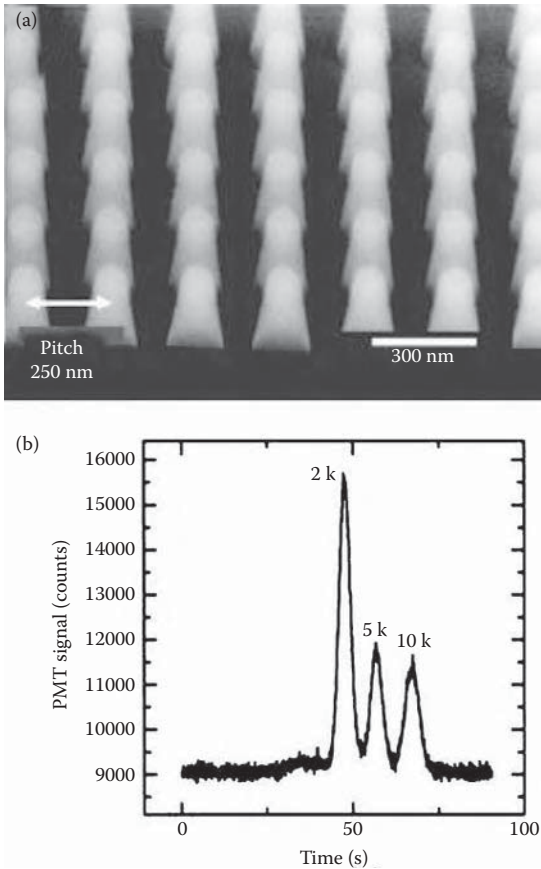 (a)
Pitch
250 nm
300 nm
(b)
PMT signal (counts)
16000
15000
14000
13000
12000
11000
10000
9000
2 k
5 k
10 k
0
50
100
Time (s)